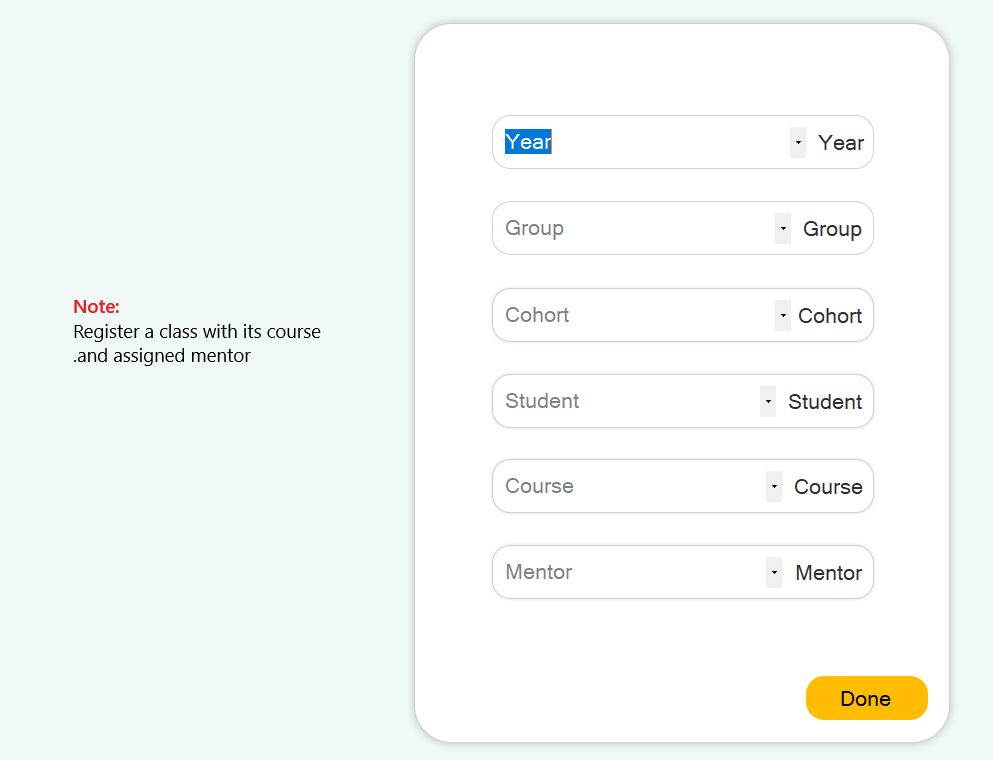 Year Year
Group Group
Cohort Cohort
Note:
Register a class with its course
.and assigned mentor
Student Student
Course Course
Mentor Mentor
Done